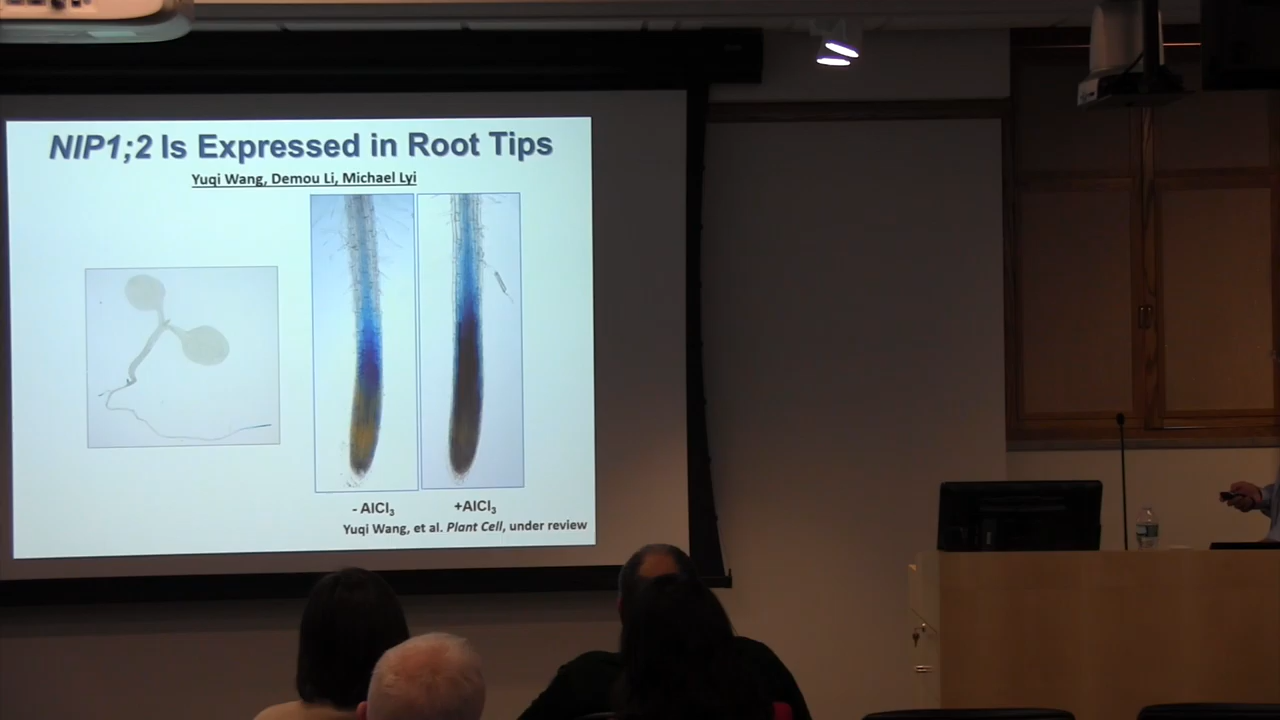 NIP1;2 Is Expressed in Root Tips
Yuqi Wang, Demou Li, Michael Lyi
- AlCl3
+AlCl3
Yuqi Wang, et al. Plant Cell, under review